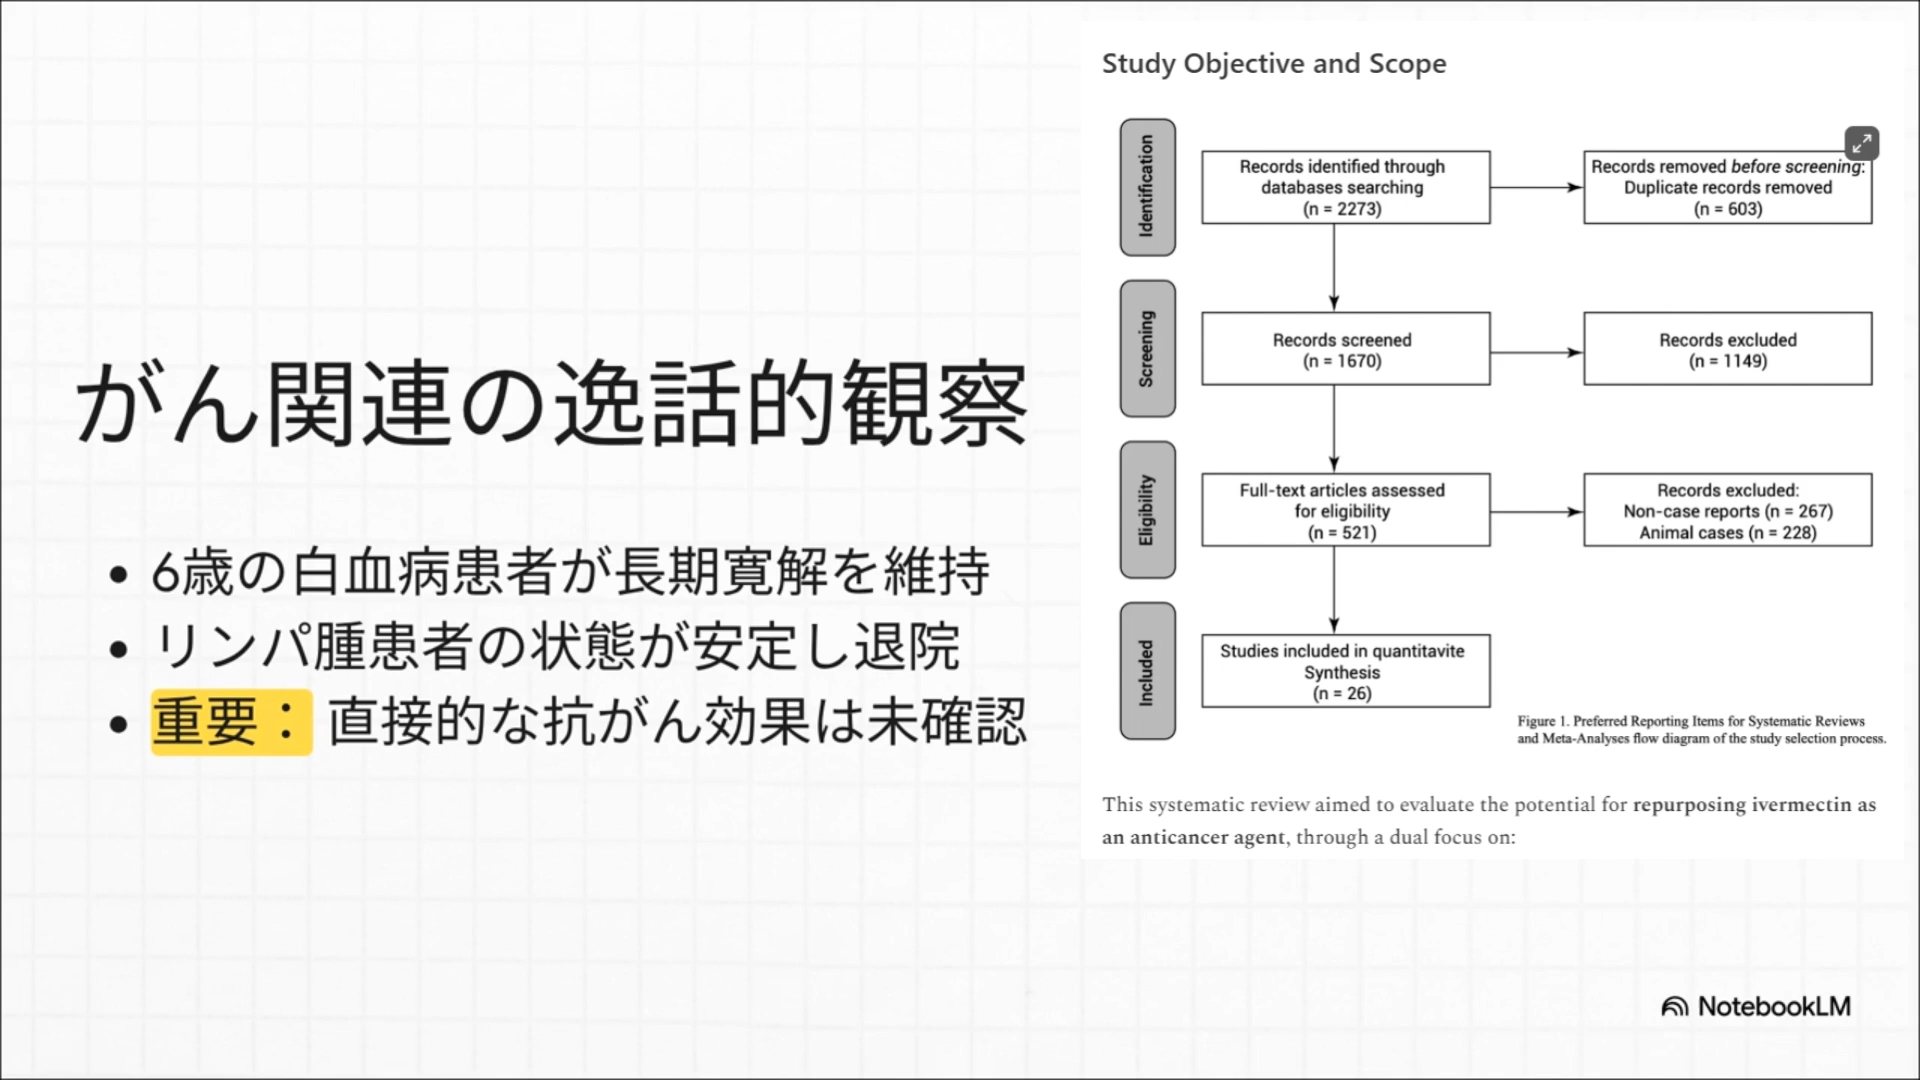 がん関連の逸話的観察
• 6歳の白血病患者が長期寛解を維持
• リンパ腫患者の状態が安定し退院
• 重要： 直接的な抗がん効果は未確認
Study Objective and Scope
Identification
Records identified through
databases searching
(n = 2273)
Records removed before screening:
Duplicate records removed
(n = 603)
Screening
Records screened
(n = 1670)
Records excluded
(n = 1149)
Eligibility
Full-text articles assessed
for eligibility
(n = 521)
Records excluded:
Non-case reports (n = 267)
Animal cases (n = 228)
Included
Studies included in quantitavite
Synthesis
(n = 26)
Figure 1. Preferred Reporting Items for Systematic Reviews
and Meta-Analyses flow diagram of the study selection process.
This systematic review aimed to evaluate the potential for repurposing ivermectin as
an anticancer agent, through a dual focus on:
NotebookLM